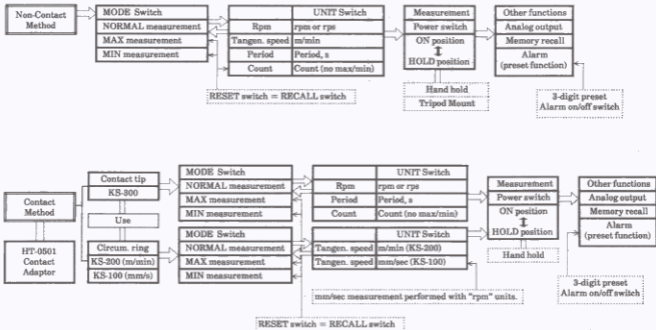 Non-Contact
Method
MODE Switch
NORMAL measurement
MAX measurement
MIN measurement
UNIT Switch
Rpm rpm or rps
Tangen. speed m/min
Period Period, s
Count Count (no max/min)
RESET switch = RECALL switch
Measurement
Power switch
ON position
HOLD position
Hand hold
Tripod Mount
Other functions
Analog output
Memory recall
Alarm
(preset function)
3-digit preset
Alarm on/off switch
Contact
Method
HT-0501
Contact
Adaptor
Contact tip
KS-300
Use
Circum. ring
KS-200 (m/min)
KS-100 (mm/s)
MODE Switch
NORMAL measurement
MAX measurement
MIN measurement
UNIT Switch
Rpm rpm or rps
Period Period, s
Count Count (no max/min)
MODE Switch
NORMAL measurement
MAX measurement
MIN measurement
UNIT Switch
Tangen. speed m/min (KS-200)
Tangen. speed mm/sec (KS-100)
mm/sec measurement performed with "rpm" units.
RESET switch = RECALL switch
Measurement
Power switch
ON position
HOLD position
Hand hold
Other functions
Analog output
Memory recall
Alarm
(preset function)
3-digit preset
Alarm on/off switch